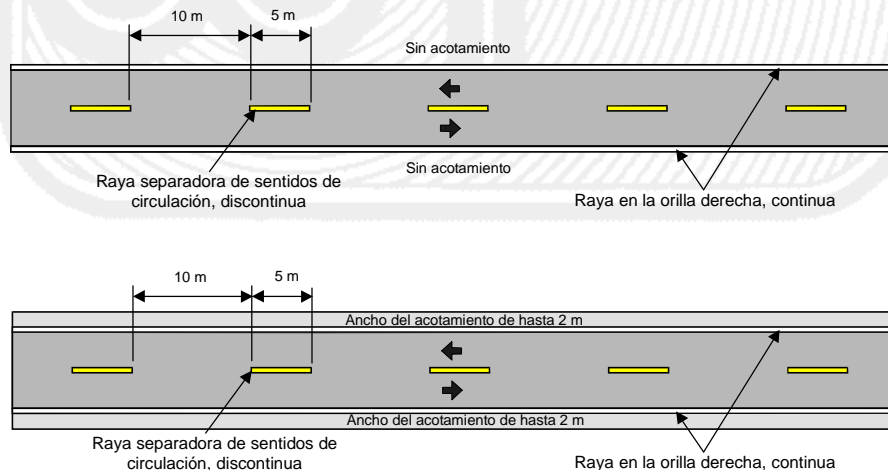 10 m
5 m
Sin acotamiento
Sin acotamiento
Raya separadora de sentidos de
circulación, discontinua
Raya en la orilla derecha, continua
10 m
5 m
Ancho del acotamiento de hasta 2 m
Ancho del acotamiento de hasta 2 m
Raya separadora de sentidos de
circulación, discontinua
Raya en la orilla derecha, continua